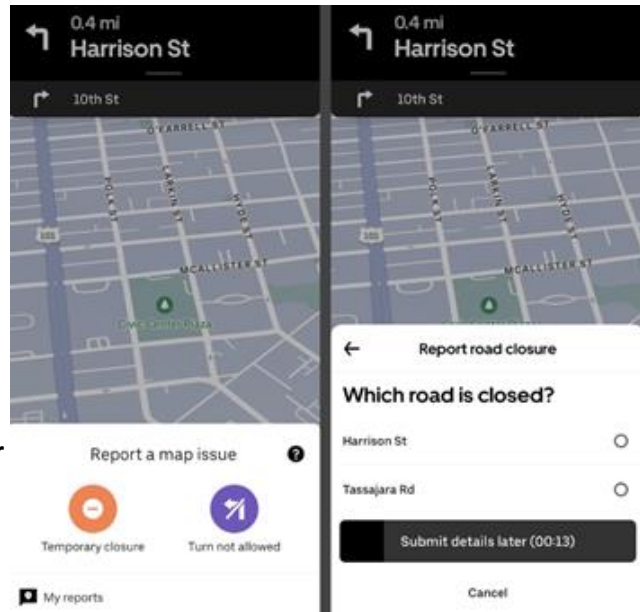 0.4 mi
Harrison St
10th St
O'FARRELL ST
POLK ST
LARKIN ST
HYDE ST
101
MCALLISTER ST
Civic Center Plaza
Report a map issue
?
Temporary closure
Turn not allowed
My reports
0.4 mi
Harrison St
10th St
O'FARRELL ST
POLK ST
LARKIN ST
HYDE ST
101
MCALLISTER ST
Report road closure
Which road is closed?
Harrison St
Tassajara Rd
Submit details later (00:13)
Cancel